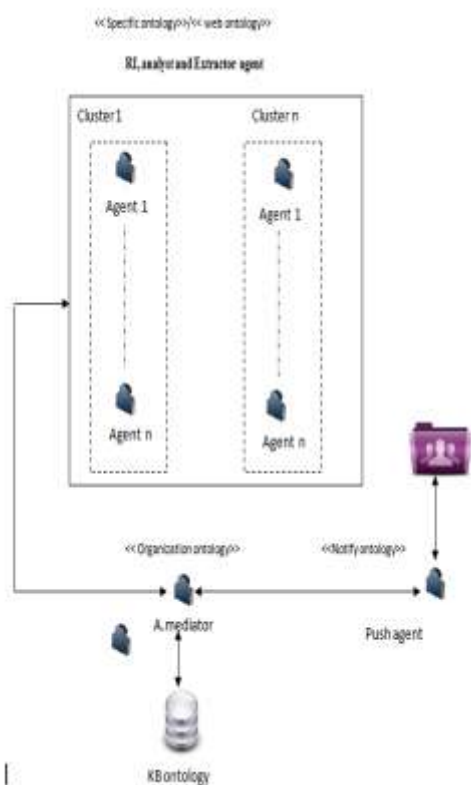 << Specific ontology>>/<< web ontology>>
RI, analyst and Extractor agent
Cluster 1
Cluster n
Agent 1
Agent 1
Agent n
Agent n
<< Organization ontology>>
<<Notify ontology>>
A.mediator
Push agent
KB ontology